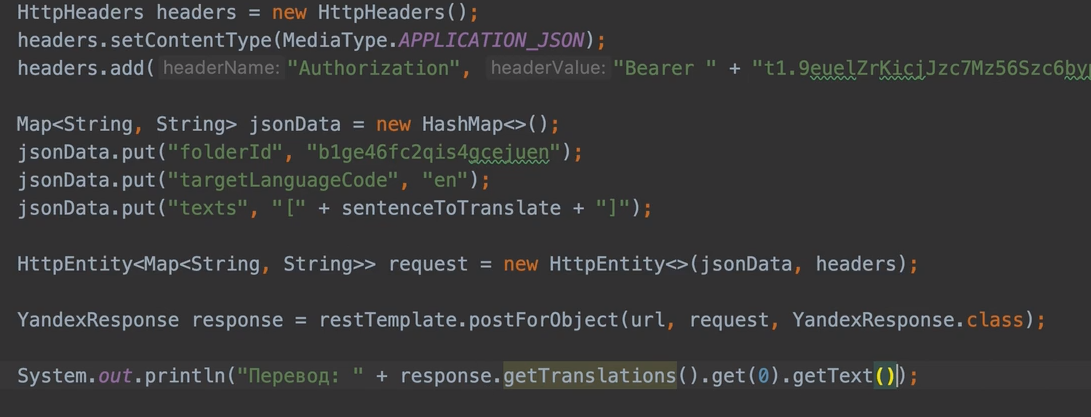 HttpHeaders headers = new HttpHeaders();
headers.setContentType(MediaType.APPLICATION_JSON);
headers.add( headerName: "Authorization", headerValue: "Bearer " + "t1.9euelZrKicjJzc7Mz56Szc6byp
Map<String, String> jsonData = new HashMap<>();
jsonData.put("folderId", "b1ge46fc2qis4gcejuen");
jsonData.put("targetLanguageCode", "en");
jsonData.put("texts", "[" + sentenceToTranslate + "]");
HttpEntity<Map<String, String>> request = new HttpEntity<>(jsonData, headers);
YandexResponse response = restTemplate.postForObject(url, request, YandexResponse.class);
System.out.println("Перевод: " + response.getTranslations().get(0).getText());